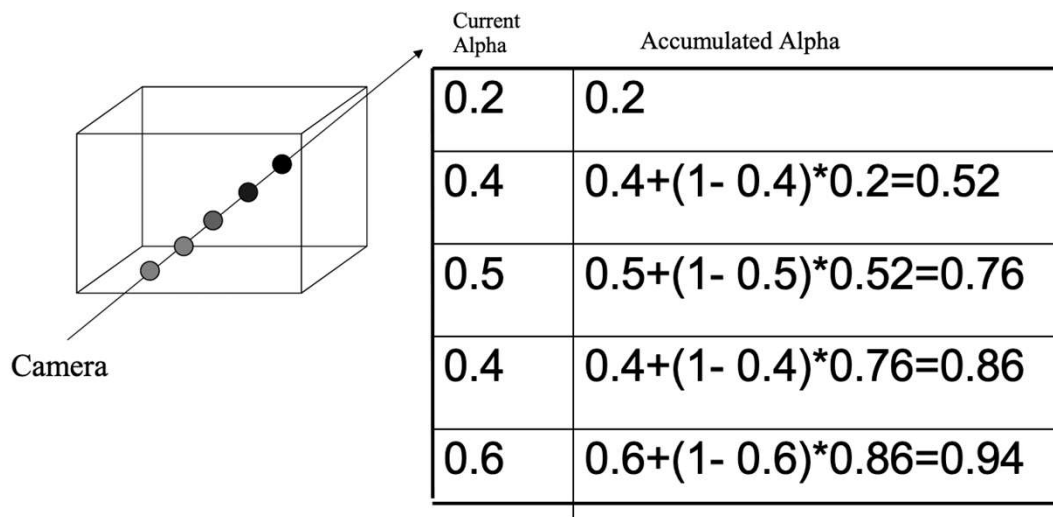 Current
Alpha
Accumulated Alpha
0.2 0.2
0.4 0.4+(1- 0.4)*0.2=0.52
0.5 0.5+(1- 0.5)*0.52=0.76
0.4 0.4+(1- 0.4)*0.76=0.86
0.6 0.6+(1- 0.6)*0.86=0.94
Camera